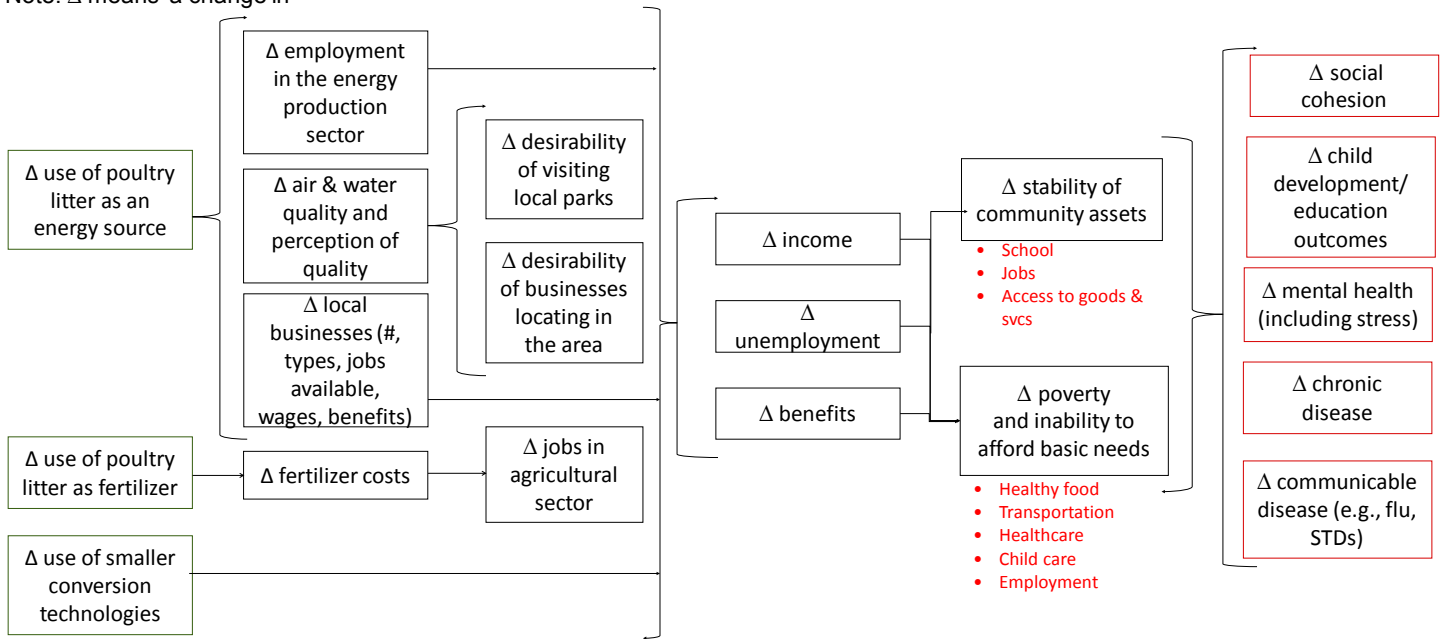 Note: Δ means 'a change in'
Δ employment
in the energy
production
sector
Δ use of poultry
litter as an
energy source
Δ air & water
quality and
perception of
quality
Δ local
businesses (#,
types, jobs
available,
wages, benefits)
Δ desirability
of visiting
local parks
Δ desirability
of businesses
locating in
the area
Δ use of poultry
litter as fertilizer
Δ fertilizer costs
Δ jobs in
agricultural
sector
Δ use of smaller
conversion
technologies
Δ income
Δ
unemployment
Δ benefits
Δ stability of
community assets
• School
• Jobs
• Access to goods &
svcs
Δ poverty
and inability to
afford basic needs
• Healthy food
• Transportation
• Healthcare
• Child care
• Employment
Δ social
cohesion
Δ child
development/
education
outcomes
Δ mental health
(including stress)
Δ chronic
disease
Δ communicable
disease (e.g., flu,
STDs)